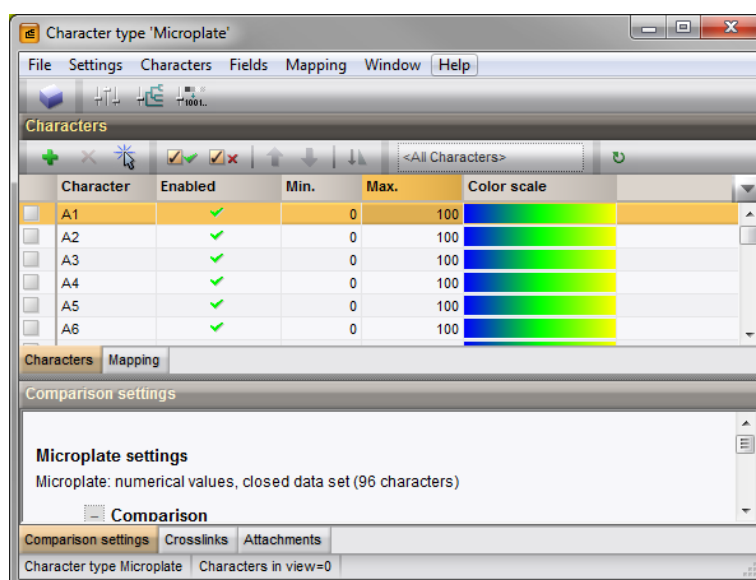 Character type 'Microplate'
File Settings Characters Fields Mapping Window Help
1001..
Characters
<All Characters>
Character Enabled Min. Max. Color scale
A1 0 100
A2 0 100
A3 0 100
A4 0 100
A5 0 100
A6 0 100
Characters Mapping
Comparison settings
Microplate settings
Microplate: numerical values, closed data set (96 characters)
Comparison
Comparison settings Crosslinks Attachments
Character type Microplate Characters in view=0